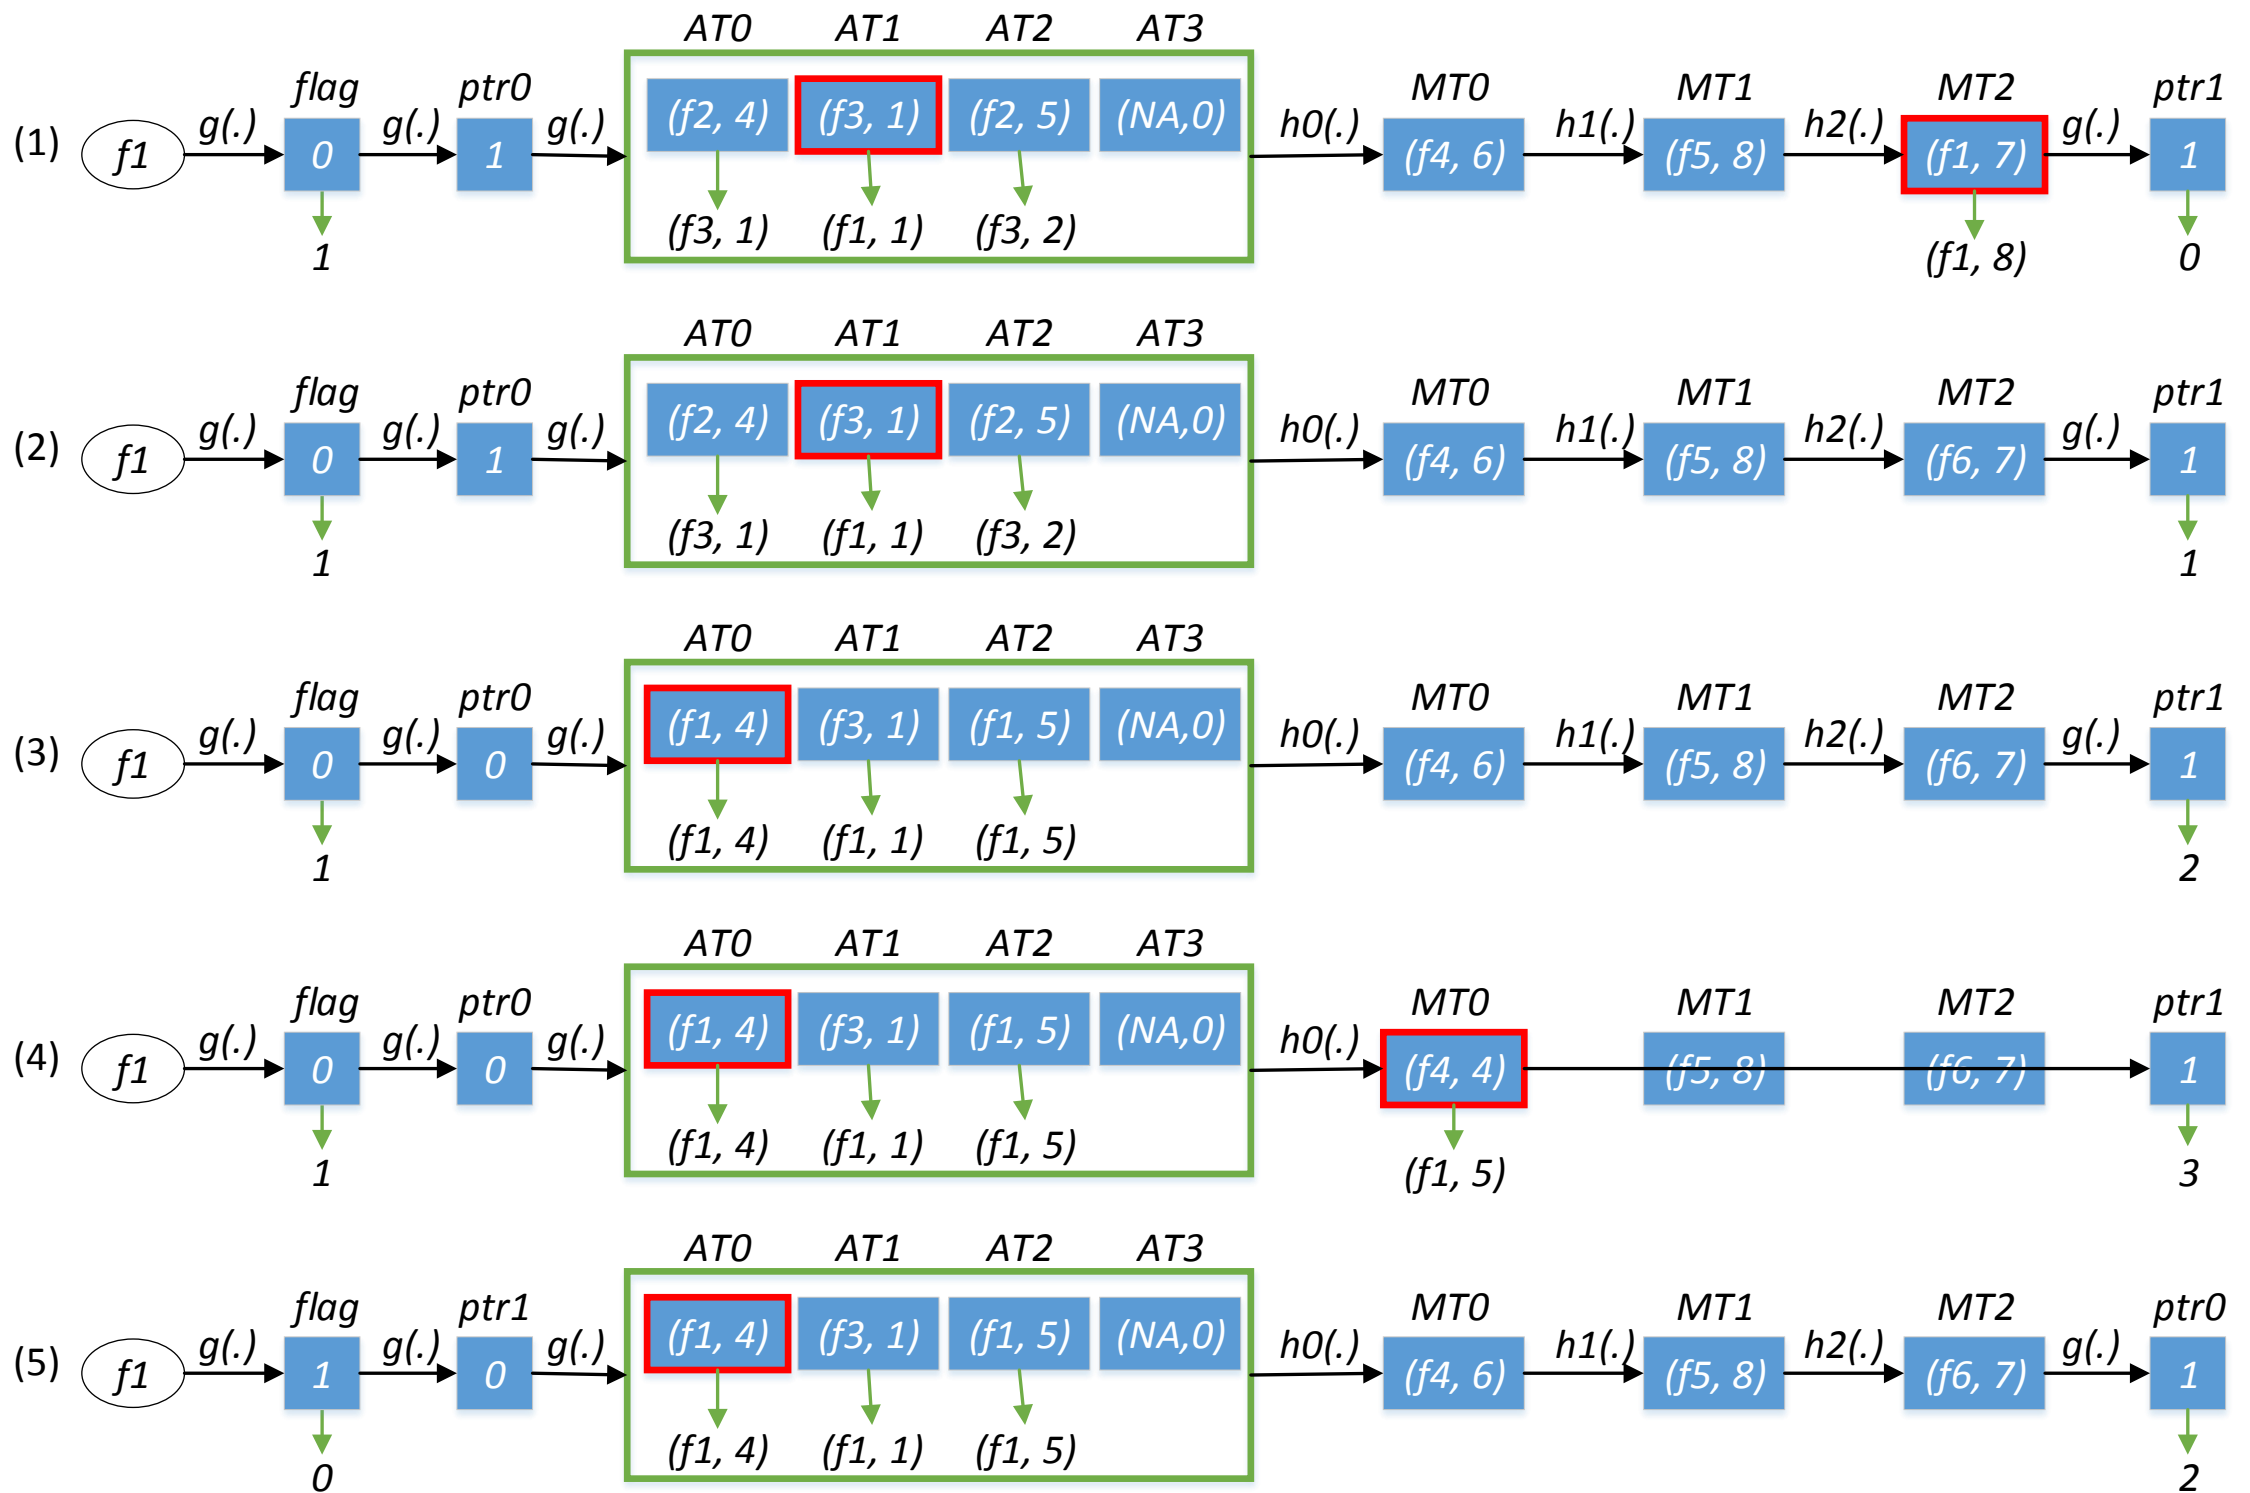 AT0 AT1 AT2 AT3
flag ptr0 MT0 MT1 MT2 ptr1
(1) f1 g(.) 0 g(.) 1 g(.) (f2, 4) (f3, 1) (f2, 5) (NA,0) h0(.) (f4, 6) h1(.) (f5, 8) h2(.) (f1, 7) g(.) 1
1 (f3, 1) (f1, 1) (f3, 2) (f1, 8) 0
AT0 AT1 AT2 AT3
flag ptr0 MT0 MT1 MT2 ptr1
(2) f1 g(.) 0 g(.) 1 g(.) (f2, 4) (f3, 1) (f2, 5) (NA,0) h0(.) (f4, 6) h1(.) (f5, 8) h2(.) (f6, 7) g(.) 1
1 (f3, 1) (f1, 1) (f3, 2) 1
AT0 AT1 AT2 AT3
flag ptr0 MT0 MT1 MT2 ptr1
(3) f1 g(.) 0 g(.) 0 g(.) (f1, 4) (f3, 1) (f1, 5) (NA,0) h0(.) (f4, 6) h1(.) (f5, 8) h2(.) (f6, 7) g(.) 1
1 (f1, 4) (f1, 1) (f1, 5) 2
AT0 AT1 AT2 AT3
flag ptr0 MT0 MT1 MT2 ptr1
(4) f1 g(.) 0 g(.) 0 g(.) (f1, 4) (f3, 1) (f1, 5) (NA,0) h0(.) (f4, 4) (f5, 8) (f6, 7) 1
1 (f1, 4) (f1, 1) (f1, 5) (f1, 5) 3
AT0 AT1 AT2 AT3
flag ptr1 MT0 MT1 MT2 ptr0
(5) f1 g(.) 1 g(.) 0 g(.) (f1, 4) (f3, 1) (f1, 5) (NA,0) h0(.) (f4, 6) h1(.) (f5, 8) h2(.) (f6, 7) g(.) 1
0 (f1, 4) (f1, 1) (f1, 5) 2